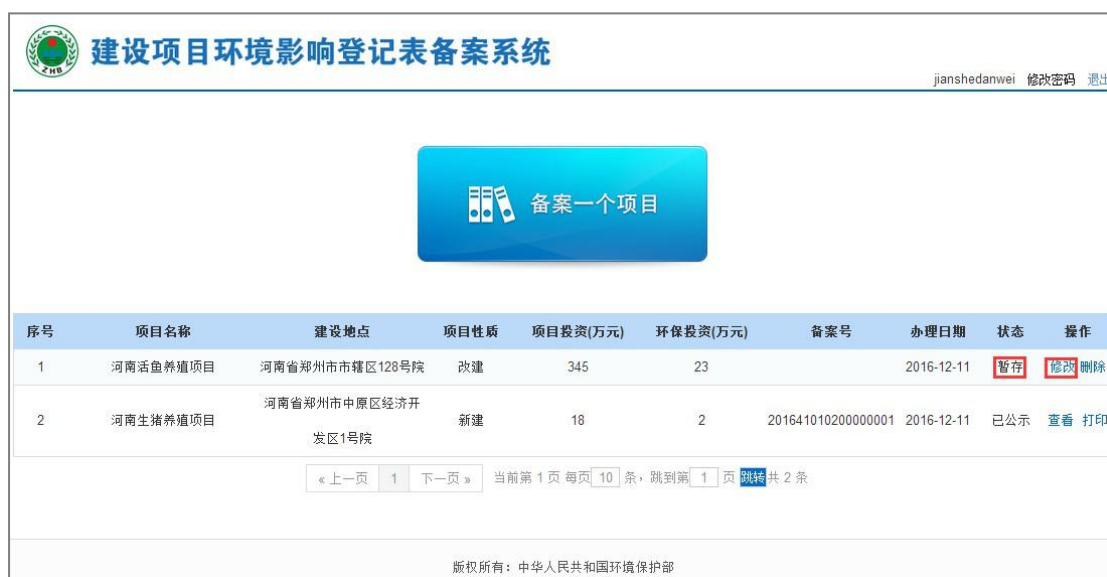 ZHB
建设项目环境影响登记表备案系统
jianshedanwei 修改密码 退出
备案一个项目
序号 项目名称 建设地点 项目性质 项目投资(万元) 环保投资(万元) 备案号 办理日期 状态 操作
1 河南活鱼养殖项目 河南省郑州市市辖区128号院 改建 345 23 2016-12-11 暂存 修改 删除
2 河南生猪养殖项目 河南省郑州市中原区经济开
发区1号院 新建 18 2 201641010200000001 2016-12-11 已公示 查看 打印
« 上一页 1 下一页 » 当前第 1 页 每页 10 条，跳到第 1 页 跳转 共 2 条
版权所有：中华人民共和国环境保护部